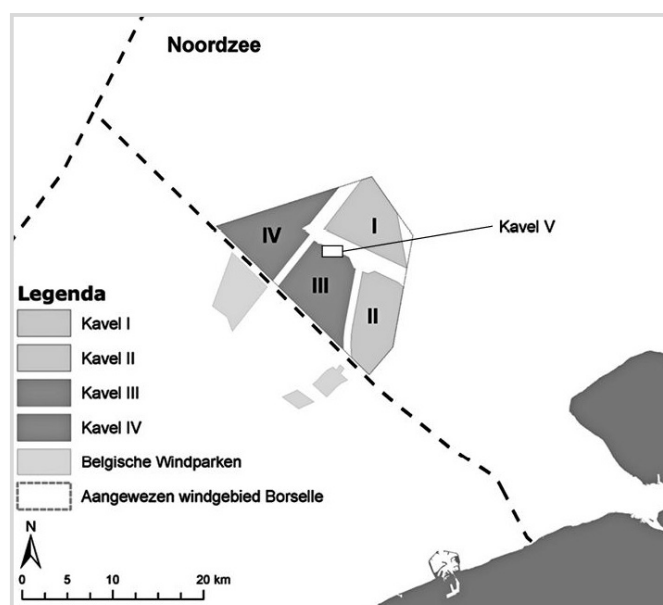 Noordzee
I
IV
Kavel V
III
II
Legenda
Kavel I
Kavel II
Kavel III
Kavel IV
Belgische Windparken
Aangewezen windgebied Borselle
N
0 5 10 20 km